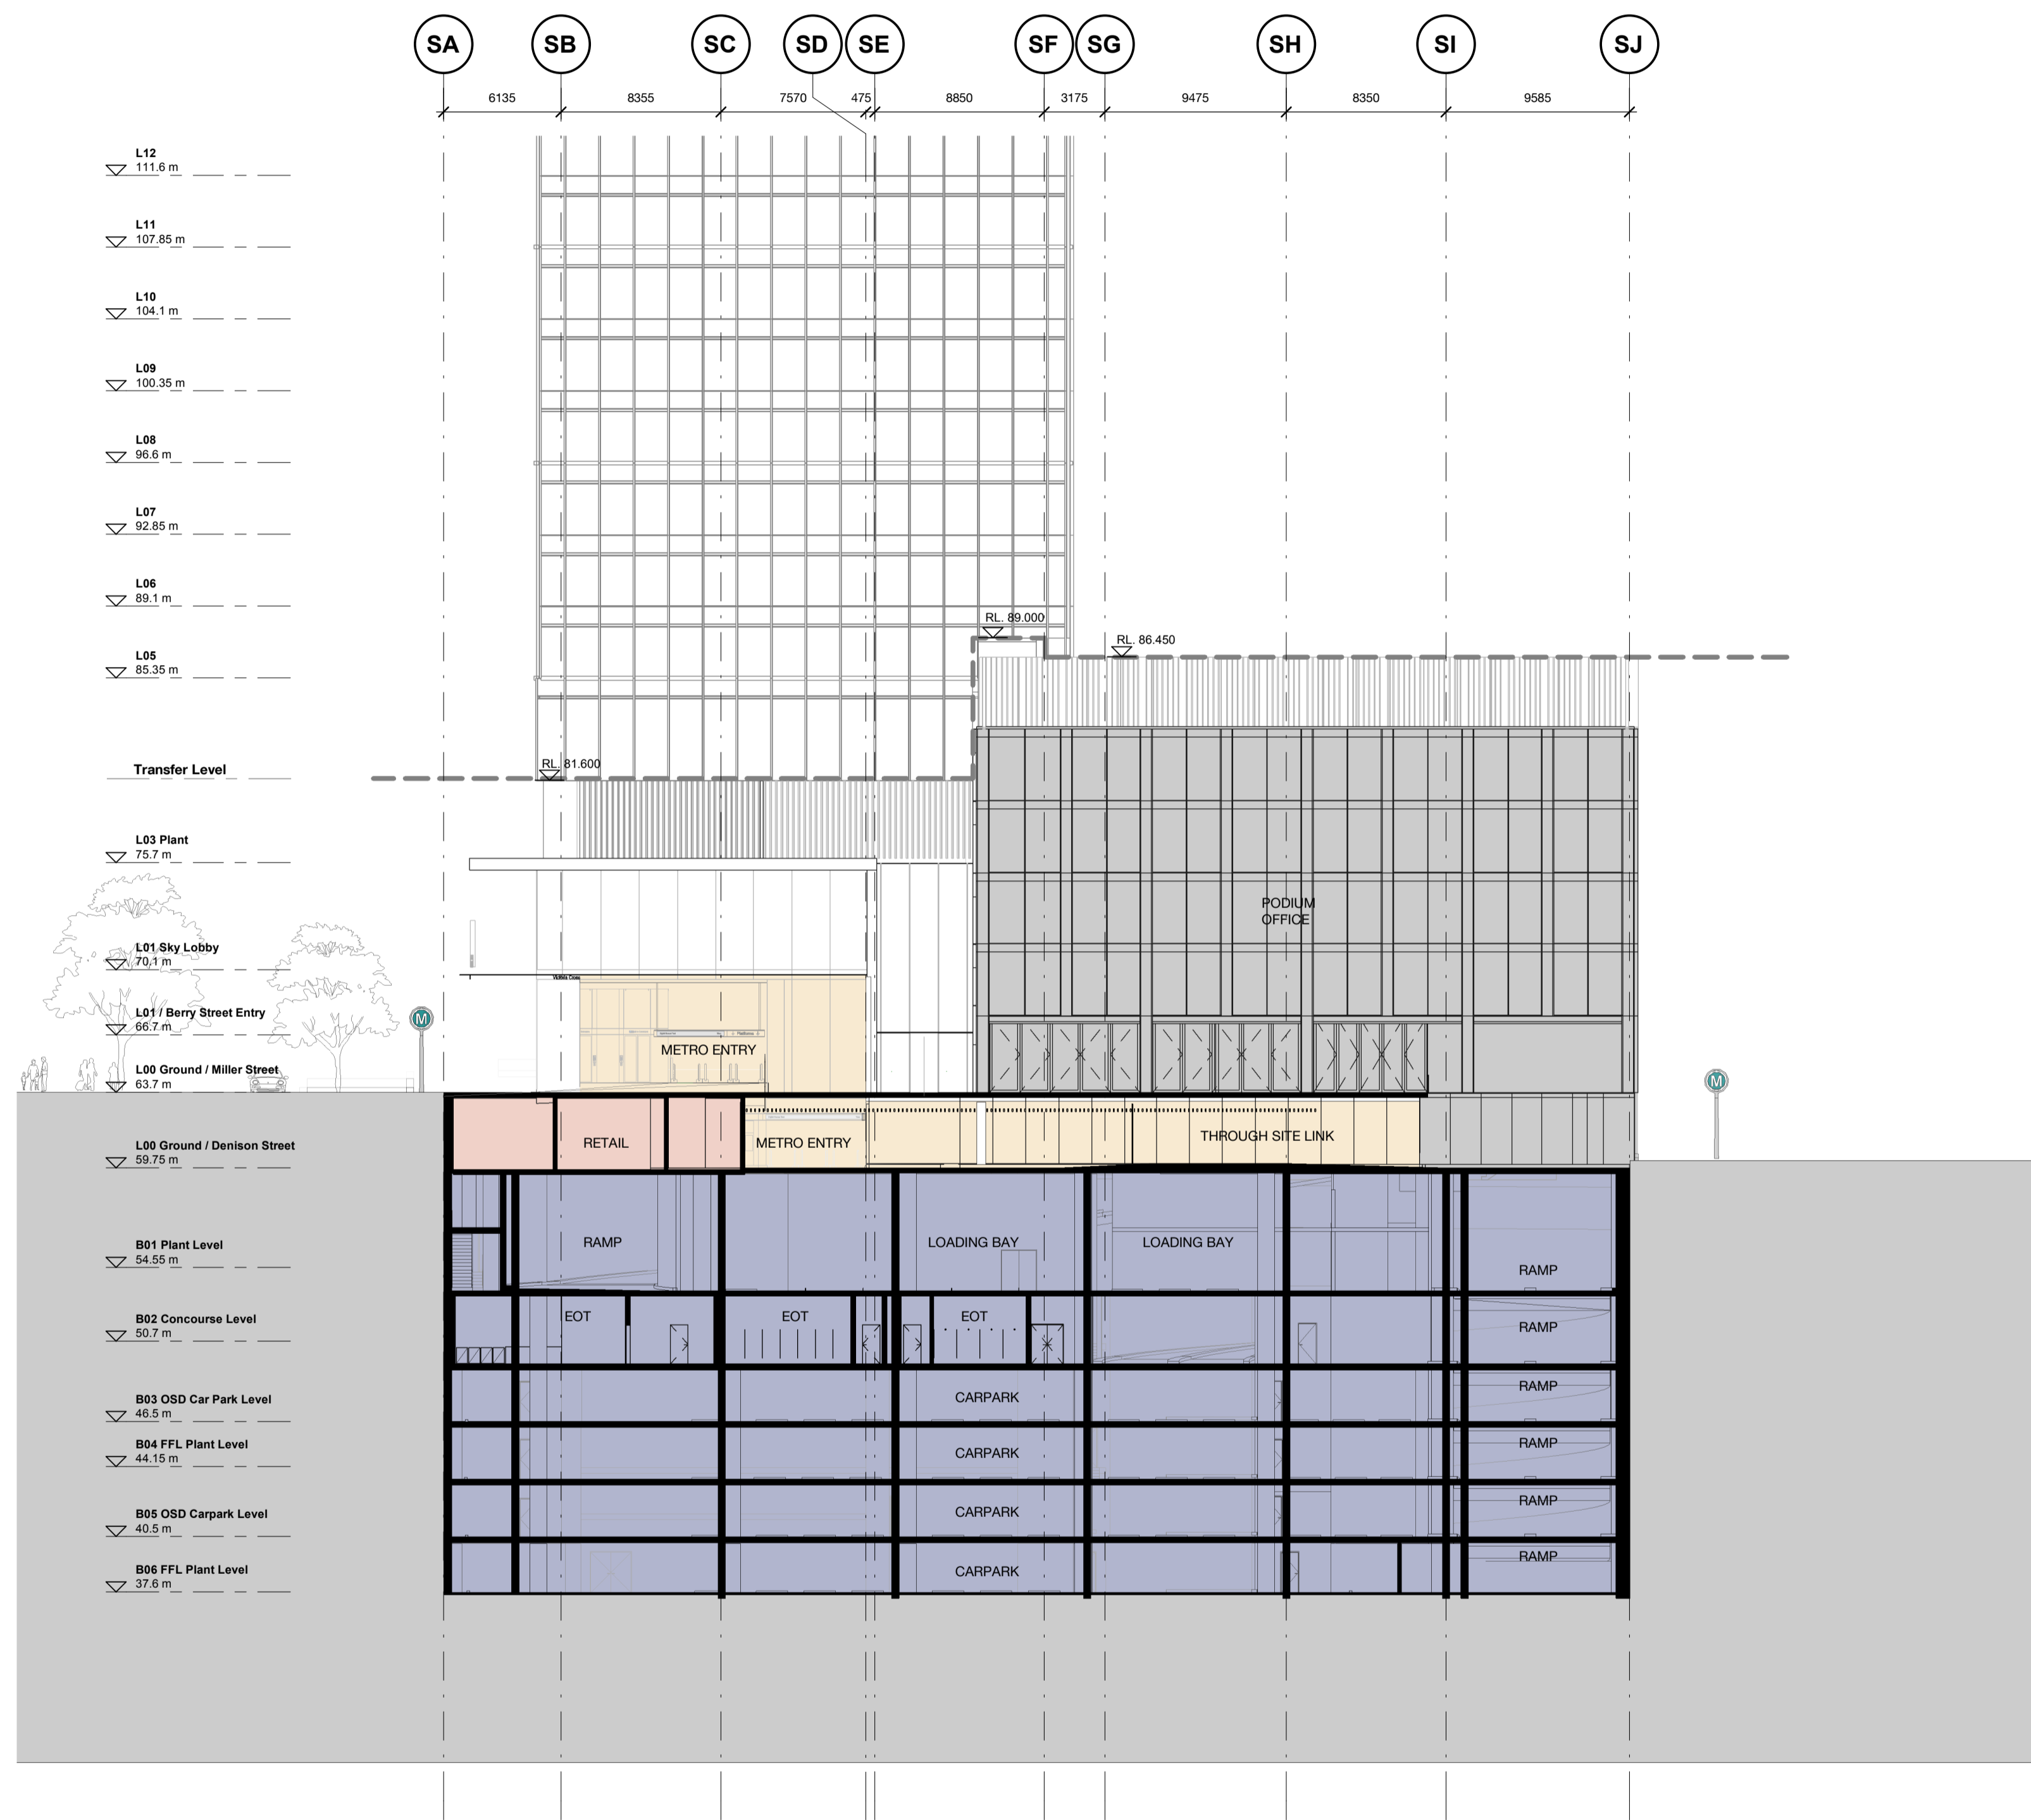 SA SB SC SD SE SF SG SH SI SJ
6135 8355 7570 475 8850 3175 9475 8350 9585
L12
111.6 m
L11
107.85 m
L10
104.1 m
L09
100.35 m
L08
96.6 m
L07
92.85 m
L06
89.1 m
RL. 89.000
RL. 86.450
L05
85.35 m
RL. 81.600
Transfer Level
L03 Plant
75.7 m
PODIUM
OFFICE
L01 Sky Lobby
70.1 m
L01 / Berry Street Entry
66.7 m
M
METRO ENTRY
L00 Ground / Miller Street
63.7 m
M
RETAIL METRO ENTRY THROUGH SITE LINK
L00 Ground / Denison Street
59.75 m
RAMP LOADING BAY LOADING BAY
B01 Plant Level
54.55 m
RAMP
B02 Concourse Level
50.7 m
EOT EOT EOT RAMP
B03 OSD Car Park Level
46.5 m
CARPARK RAMP
B04 FFL Plant Level
44.15 m
CARPARK RAMP
B05 OSD Carpark Level
40.5 m
CARPARK RAMP
B06 FFL Plant Level
37.6 m
CARPARK RAMP